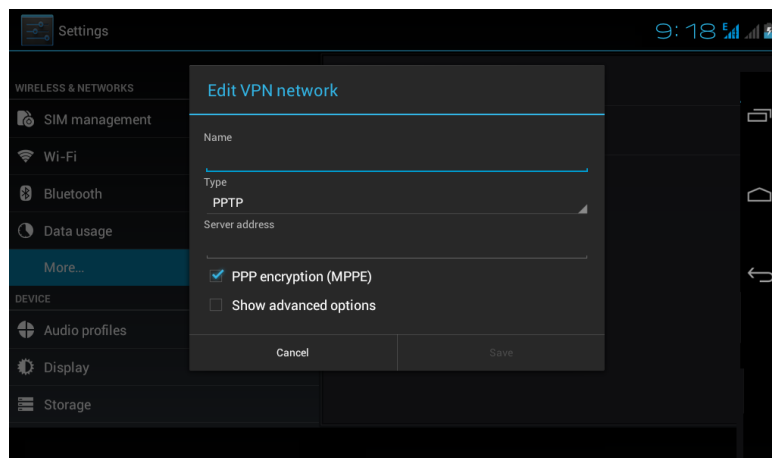 Settings
9:18
E
WIRELESS & NETWORKS
SIM management
Wi-Fi
Bluetooth
Data usage
More...
DEVICE
Audio profiles
Display
Storage
Edit VPN network
Name
Type
PPTP
Server address
PPP encryption (MPPE)
Show advanced options
Cancel
Save